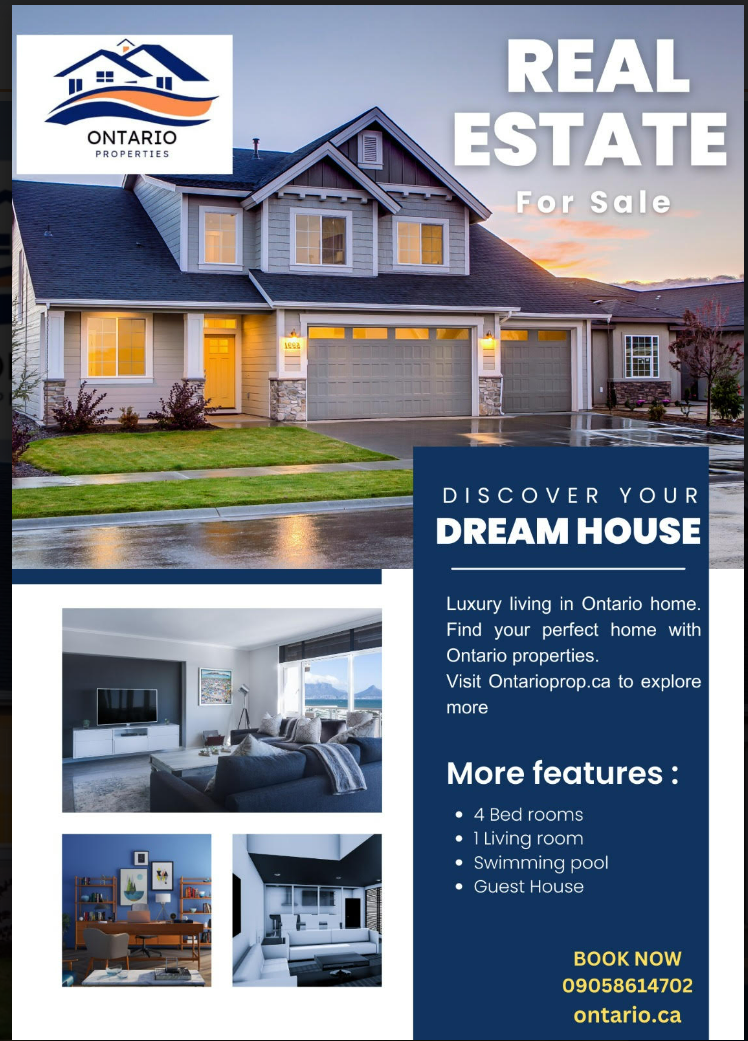 ONTARIO
PROPERTIES
REAL
ESTATE
For Sale
DISCOVER YOUR
DREAM HOUSE
Luxury living in Ontario home.
Find your perfect home with
Ontario properties.
Visit Ontarioprop.ca to explore
more
More features :
4 Bed rooms
1 Living room
Swimming pool
Guest House
BOOK NOW
09058614702
ontario.ca